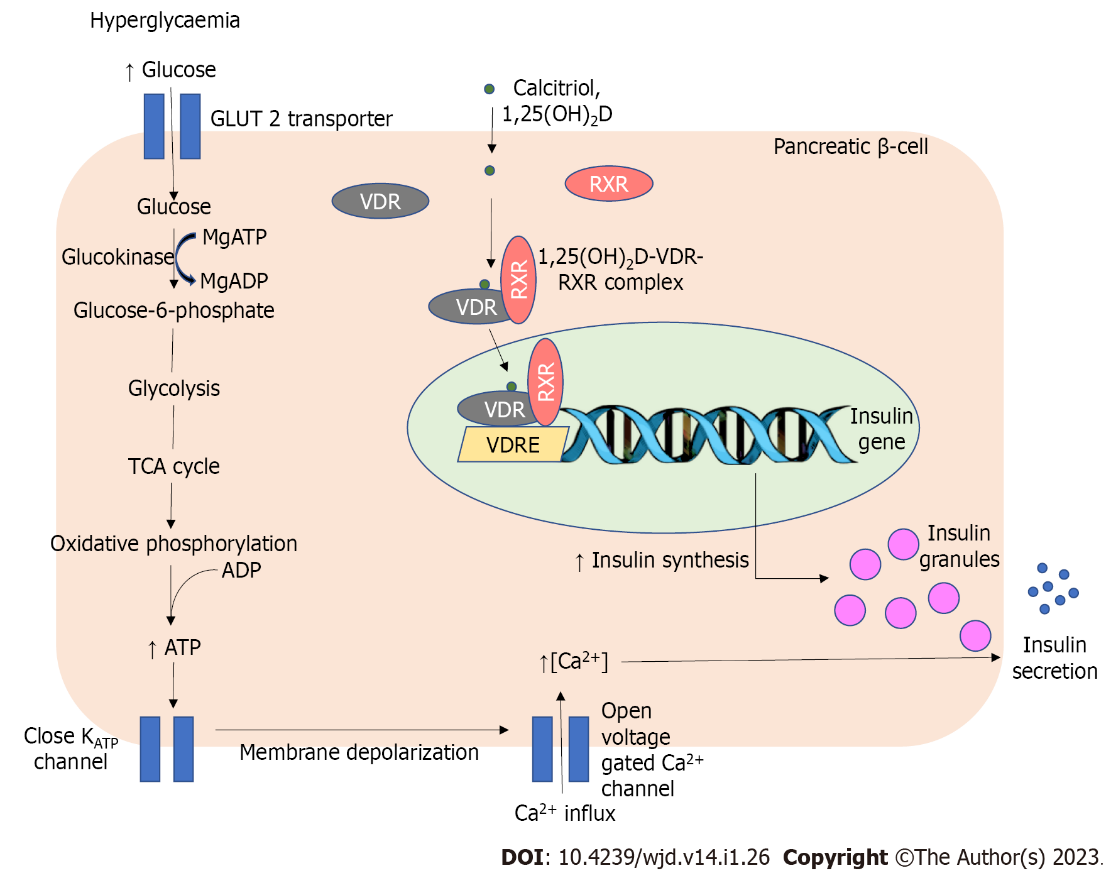 Hyperglycaemia
↑ Glucose
GLUT 2 transporter
Calcitriol,
1,25(OH)₂D
Pancreatic β-cell
VDR
RXR
Glucose
MgATP
Glucokinase
MgADP
Glucose-6-phosphate
1,25(OH)₂D-VDR-
RXR complex
RXR
VDR
Glycolysis
RXR
VDR
VDRE
Insulin
gene
TCA cycle
Oxidative phosphorylation
ADP
↑ Insulin synthesis
Insulin
granules
↑ ATP
↑[Ca²⁺]
Insulin
secretion
Close K_ATP
channel
Membrane depolarization
Open
voltage
gated Ca²⁺
channel
Ca²⁺ influx
DOI: 10.4239/wjd.v14.i1.26 Copyright ©The Author(s) 2023.